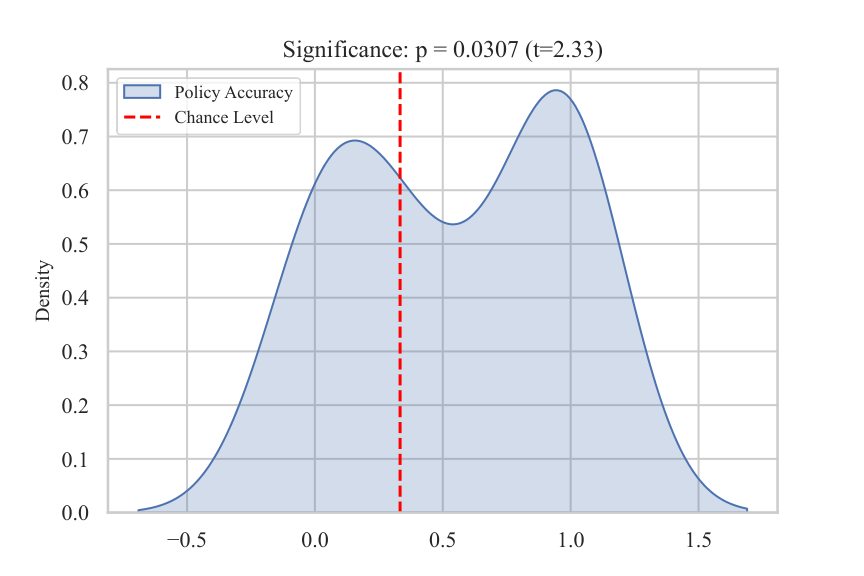 Significance: p = 0.0307 (t=2.33)
Policy Accuracy
Chance Level
Density
0.8
0.7
0.6
0.5
0.4
0.3
0.2
0.1
0.0
−0.5 0.0 0.5 1.0 1.5